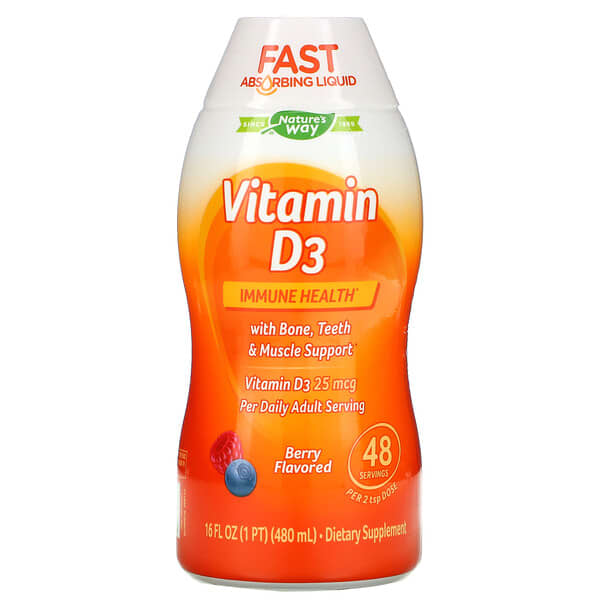 FAST
ABSORBING LIQUID
SINCE Nature's Way 1969
Vitamin
D3
IMMUNE HEALTH*
with Bone, Teeth
& Muscle Support*
Vitamin D3 25 mcg
Per Daily Adult Serving
Berry
Flavored
48
SERVINGS
PER 2 tsp DOSE
16 FL OZ (1 PT) (480 mL) • Dietary Supplement